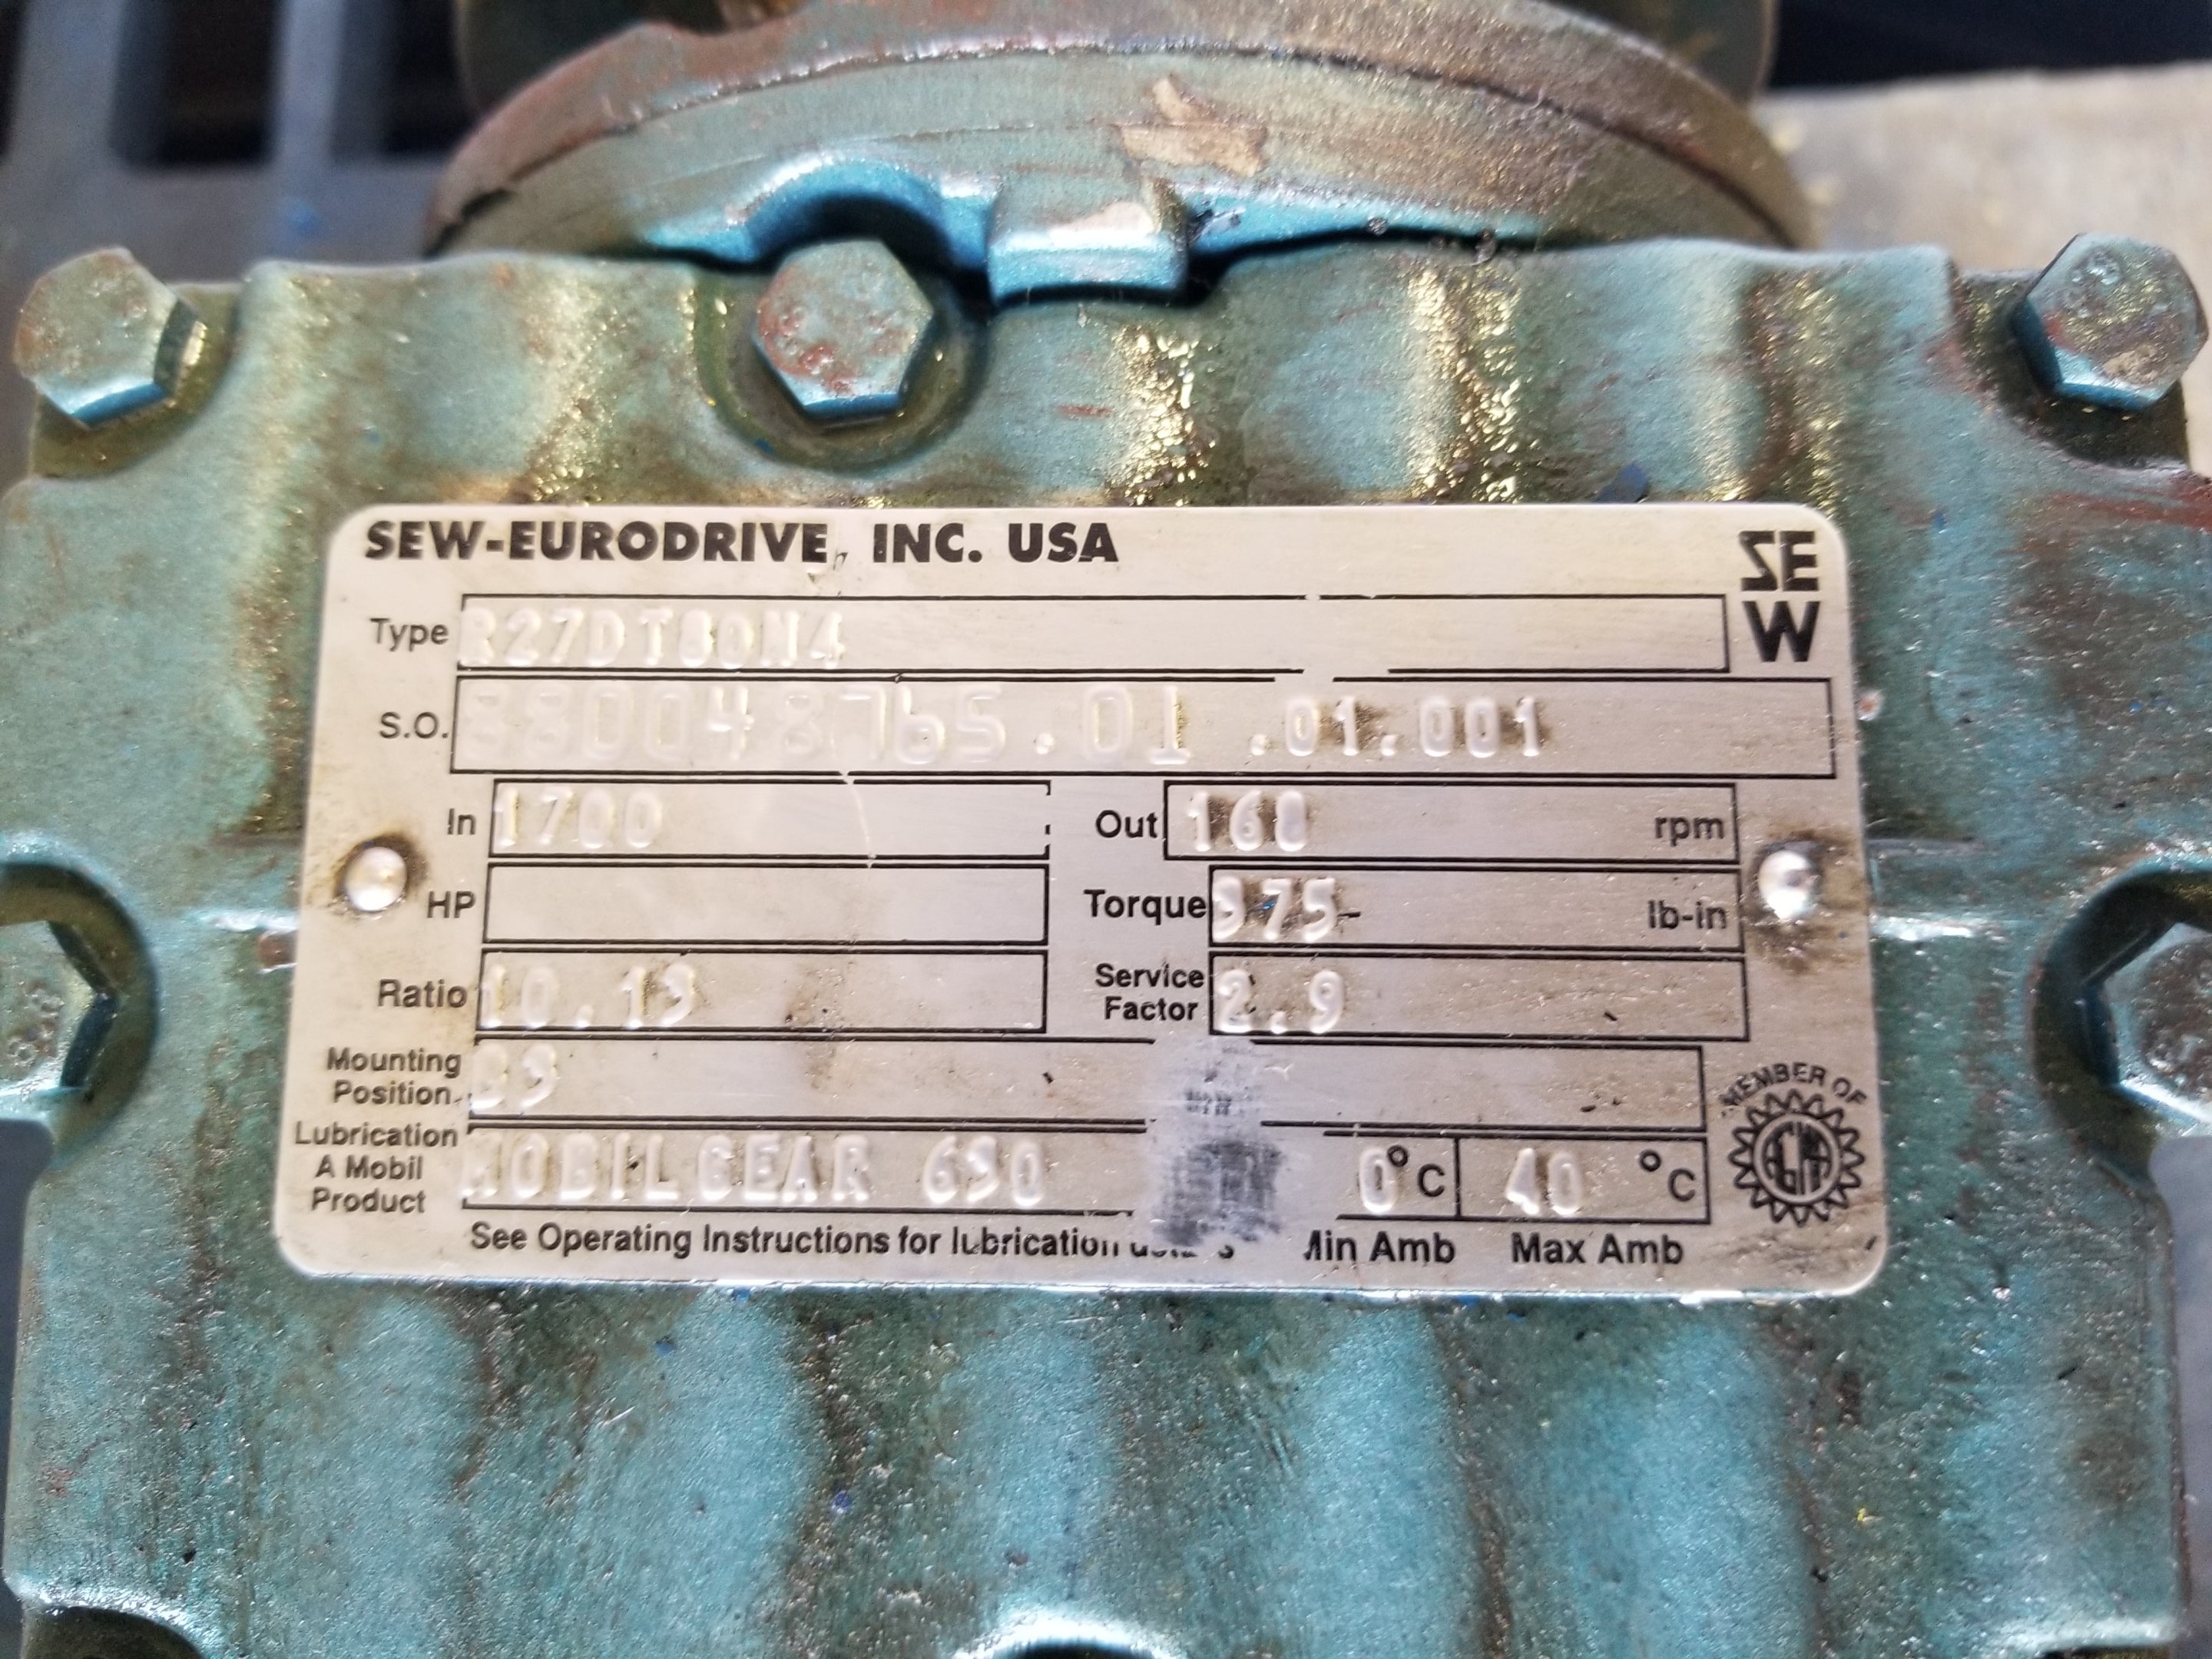 SEW-EURODRIVE, INC. USA
SE
W
Type R27DT80N4
S.O. 880048765.01.01.001
In 1700 Out 168 rpm
HP Torque 375 lb-in
Ratio 10.13 Service Factor 2.9
Mounting Position B3
Lubrication A Mobil Product MOBILGEAR 630 0°C 40 °C
See Operating Instructions for lubrication Min Amb Max Amb
MEMBER OF
AGMA